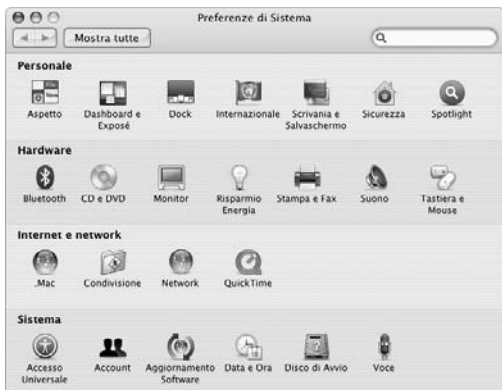 Preferenze di Sistema
Mostra tutte
Personale
Aspetto Dashboard e Exposé Dock Internazionale Scrivania e Salvaschermo Sicurezza Spotlight
Hardware
Bluetooth CD e DVD Monitor Risparmio Energia Stampa e Fax Suono Tastiera e Mouse
Internet e network
.Mac Condivisione Network QuickTime
Sistema
Accesso Universale Account Aggiornamento Software Data e Ora Disco di Avvio Voce